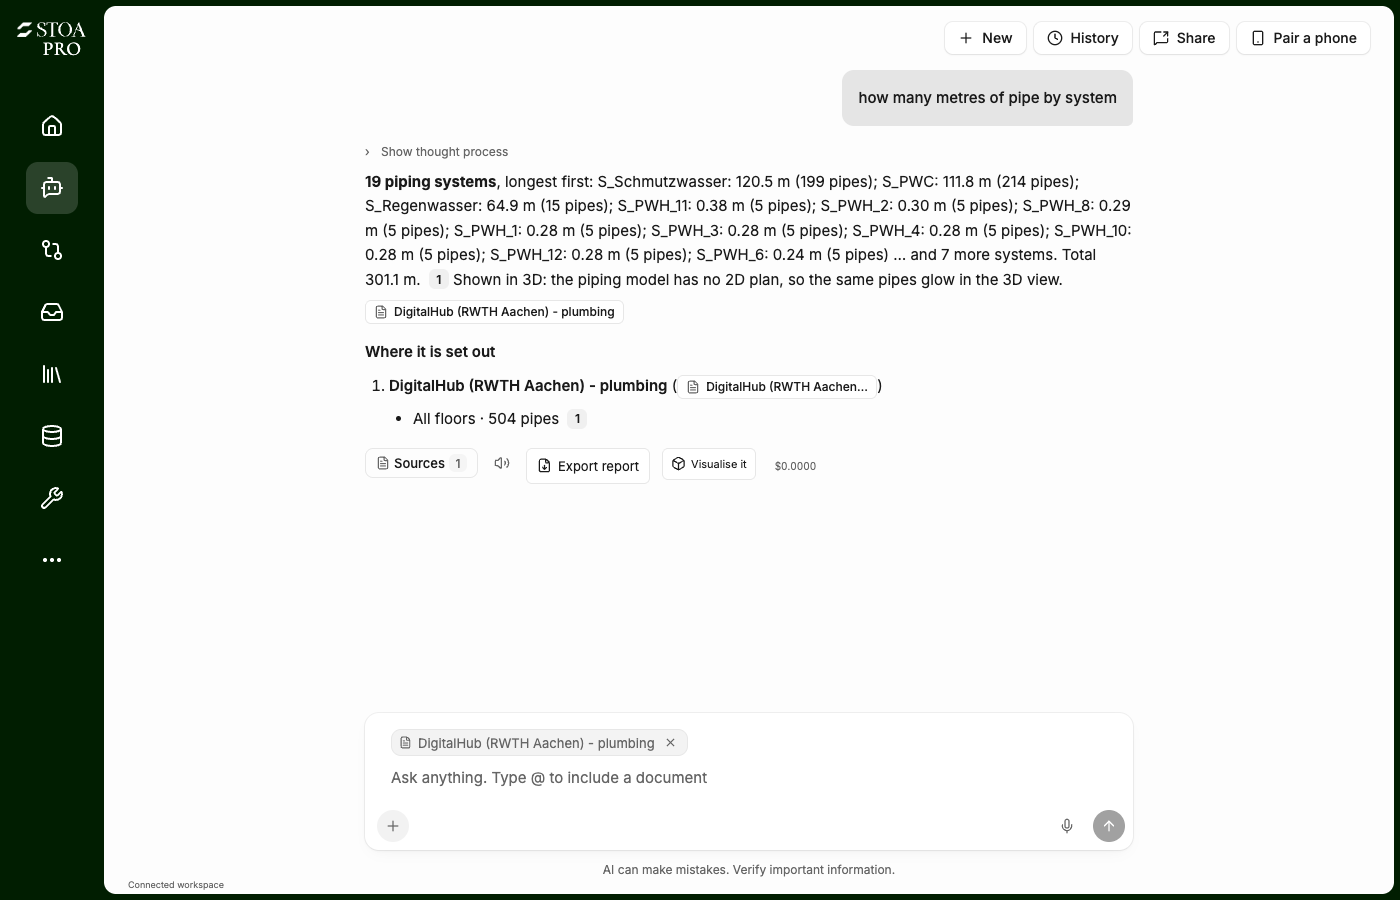 STOA
PRO
New
History
Share
Pair a phone
how many metres of pipe by system
Show thought process
19 piping systems, longest first: S_Schmutzwasser: 120.5 m (199 pipes); S_PWC: 111.8 m (214 pipes);
S_Regenwasser: 64.9 m (15 pipes); S_PWH_11: 0.38 m (5 pipes); S_PWH_2: 0.30 m (5 pipes); S_PWH_8: 0.29
m (5 pipes); S_PWH_1: 0.28 m (5 pipes); S_PWH_3: 0.28 m (5 pipes); S_PWH_4: 0.28 m (5 pipes); S_PWH_10:
0.28 m (5 pipes); S_PWH_12: 0.28 m (5 pipes); S_PWH_6: 0.24 m (5 pipes) … and 7 more systems. Total
301.1 m. 1 Shown in 3D: the piping model has no 2D plan, so the same pipes glow in the 3D view.
DigitalHub (RWTH Aachen) - plumbing
Where it is set out
1. DigitalHub (RWTH Aachen) - plumbing (DigitalHub (RWTH Aachen...)
• All floors · 504 pipes 1
Sources 1
Export report
Visualise it
$0.0000
DigitalHub (RWTH Aachen) - plumbing
Ask anything. Type @ to include a document
AI can make mistakes. Verify important information.
Connected workspace